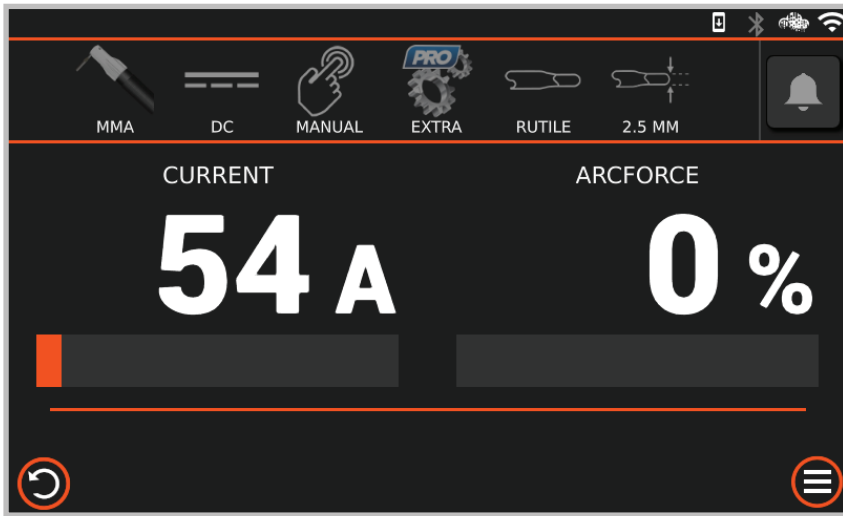 PRO
MMA DC MANUAL EXTRA RUTILE 2.5 MM
CURRENT ARCFORCE
54 A 0 %